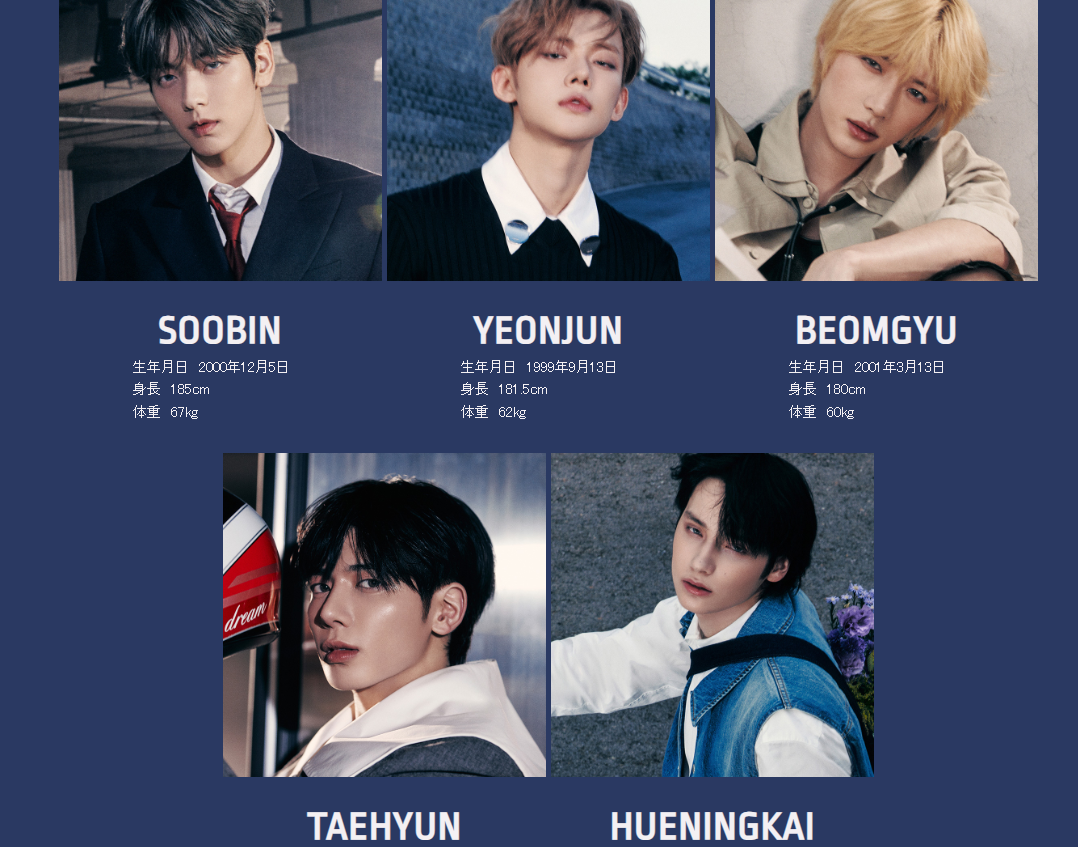 SOOBIN
生年月日 2000年12月5日
身長 185cm
体重 67kg
YEONJUN
生年月日 1999年9月13日
身長 181.5cm
体重 62kg
BEOMGYU
生年月日 2001年3月13日
身長 180cm
体重 60kg
dream
TAEHYUN
HUENINGKAI